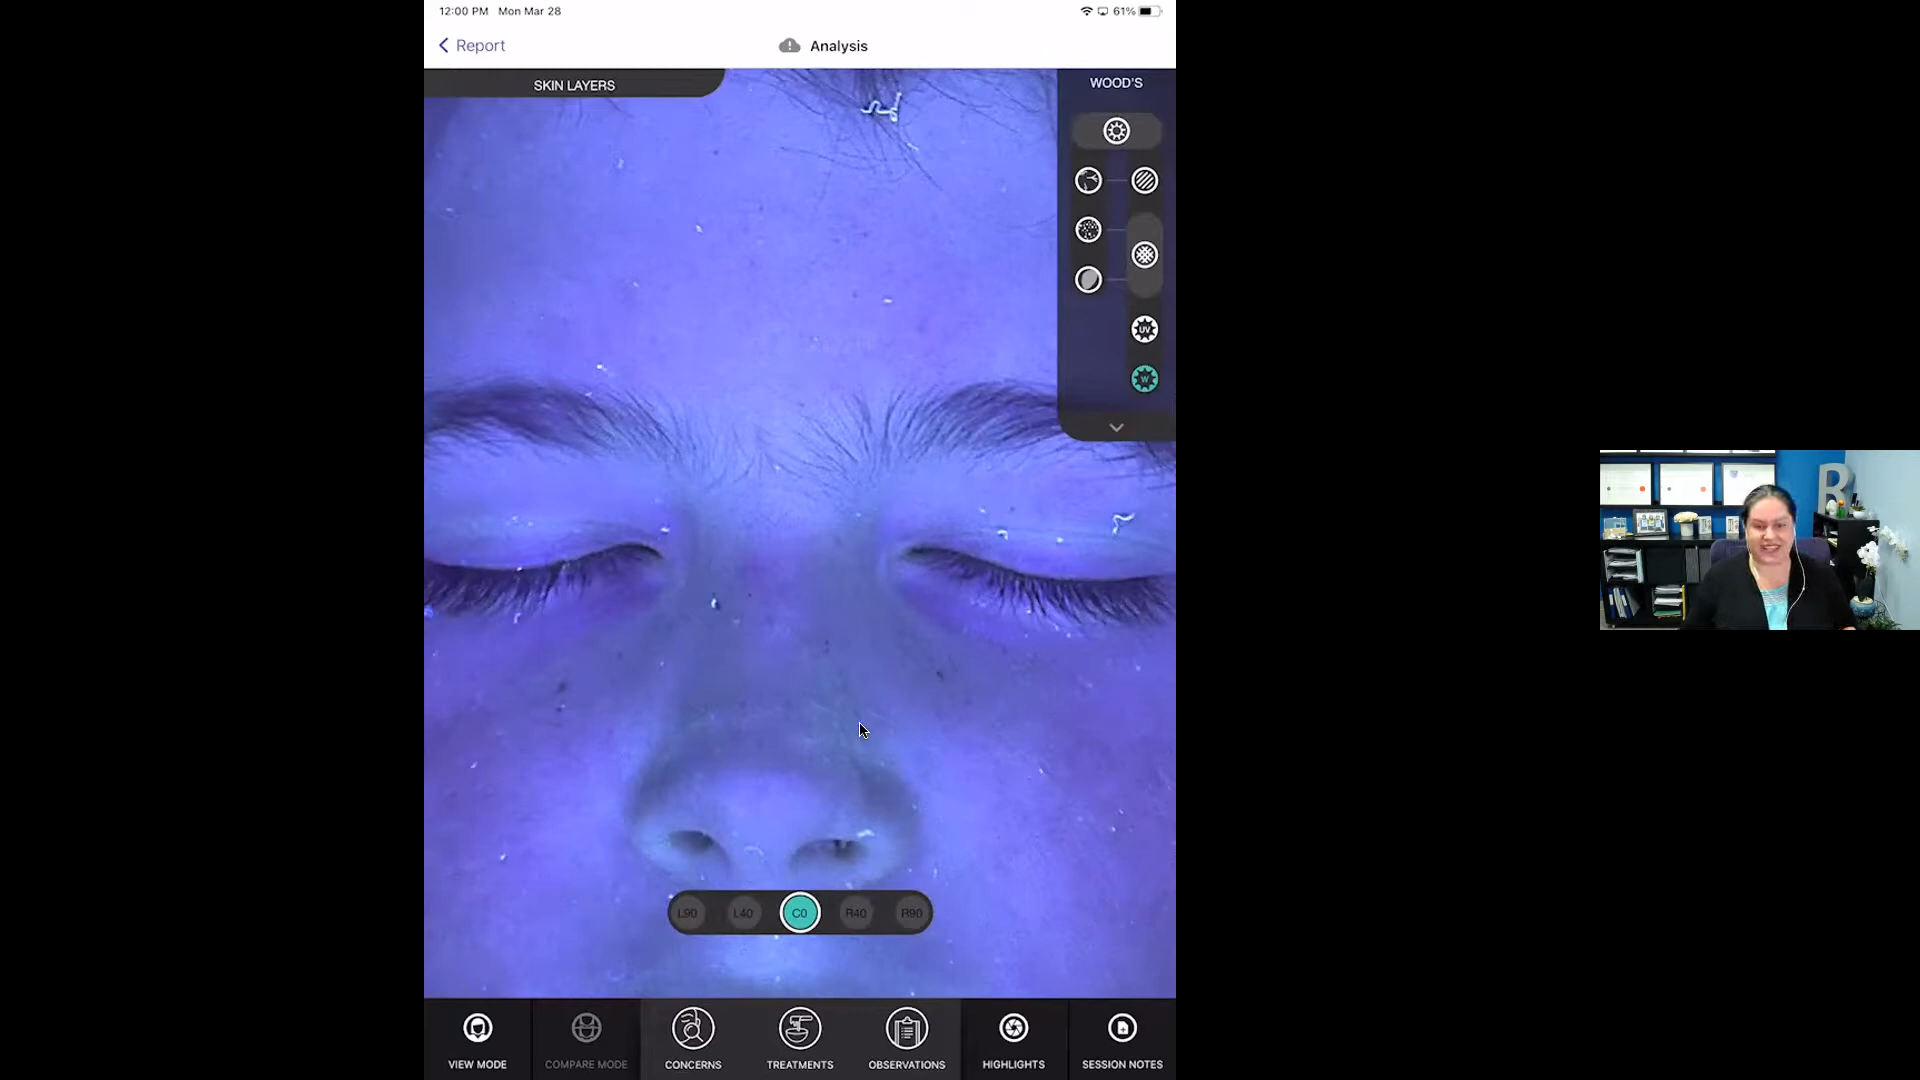 12:00 PM Mon Mar 28
61%
Report
Analysis
SKIN LAYERS
WOOD'S
UV
W
R
L90
L40
C0
R40
R90
VIEW MODE
COMPARE MODE
CONCERNS
TREATMENTS
OBSERVATIONS
HIGHLIGHTS
SESSION NOTES